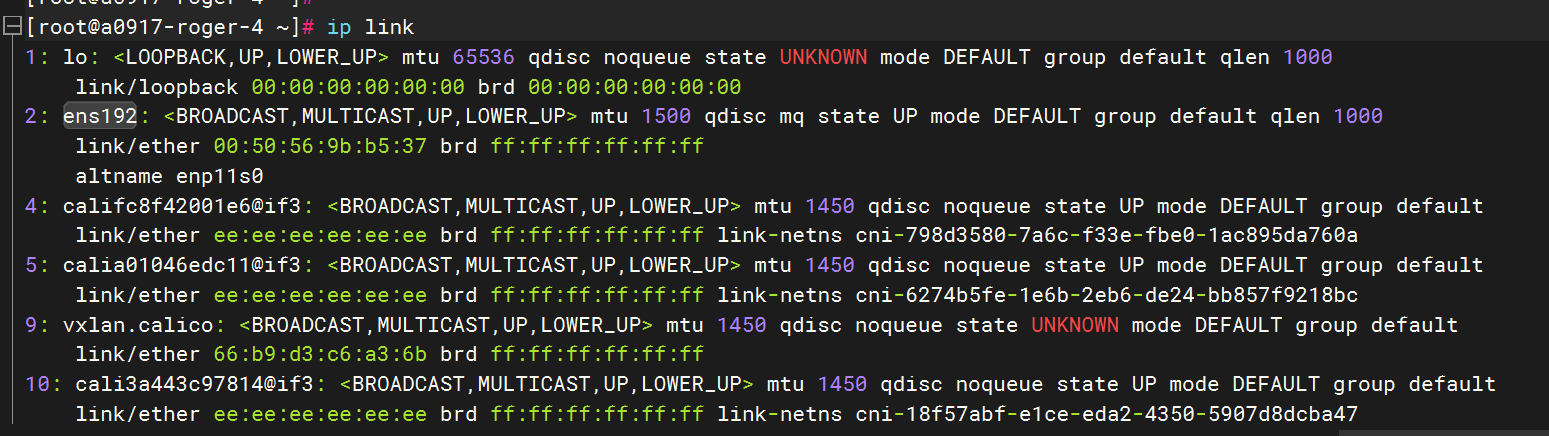 [root@a0917-roger-4 ~]#
[root@a0917-roger-4 ~]# ip link
1: lo: <LOOPBACK,UP,LOWER_UP> mtu 65536 qdisc noqueue state UNKNOWN mode DEFAULT group default qlen 1000
link/loopback 00:00:00:00:00:00 brd 00:00:00:00:00:00
2: ens192: <BROADCAST,MULTICAST,UP,LOWER_UP> mtu 1500 qdisc mq state UP mode DEFAULT group default qlen 1000
link/ether 00:50:56:9b:b5:37 brd ff:ff:ff:ff:ff:ff
altname enp11s0
4: califc8f42001e6@if3: <BROADCAST,MULTICAST,UP,LOWER_UP> mtu 1450 qdisc noqueue state UP mode DEFAULT group default
link/ether ee:ee:ee:ee:ee:ee brd ff:ff:ff:ff:ff:ff link-netns cni-798d3580-7a6c-f33e-fbe0-1ac895da760a
5: calia01046edc11@if3: <BROADCAST,MULTICAST,UP,LOWER_UP> mtu 1450 qdisc noqueue state UP mode DEFAULT group default
link/ether ee:ee:ee:ee:ee:ee brd ff:ff:ff:ff:ff:ff link-netns cni-6274b5fe-1e6b-2eb6-de24-bb857f9218bc
9: vxlan.calico: <BROADCAST,MULTICAST,UP,LOWER_UP> mtu 1450 qdisc noqueue state UNKNOWN mode DEFAULT group default
link/ether 66:b9:d3:c6:a3:6b brd ff:ff:ff:ff:ff:ff
10: cali3a443c97814@if3: <BROADCAST,MULTICAST,UP,LOWER_UP> mtu 1450 qdisc noqueue state UP mode DEFAULT group default
link/ether ee:ee:ee:ee:ee:ee brd ff:ff:ff:ff:ff:ff link-netns cni-18f57abf-e1ce-eda2-4350-5907d8dcba47